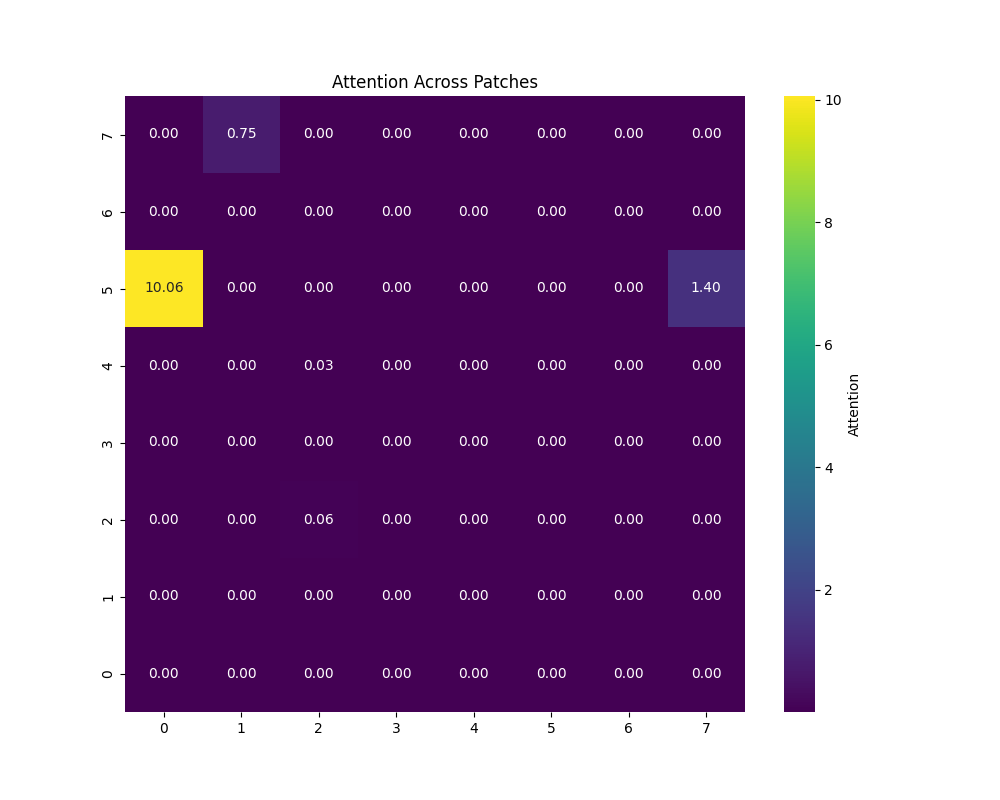 Attention Across Patches
7 0.00 0.75 0.00 0.00 0.00 0.00 0.00 0.00
6 0.00 0.00 0.00 0.00 0.00 0.00 0.00 0.00
5 10.06 0.00 0.00 0.00 0.00 0.00 0.00 1.40
4 0.00 0.00 0.03 0.00 0.00 0.00 0.00 0.00
3 0.00 0.00 0.00 0.00 0.00 0.00 0.00 0.00
2 0.00 0.00 0.06 0.00 0.00 0.00 0.00 0.00
1 0.00 0.00 0.00 0.00 0.00 0.00 0.00 0.00
0 0.00 0.00 0.00 0.00 0.00 0.00 0.00 0.00
0 1 2 3 4 5 6 7
10
8
6
4
2
Attention